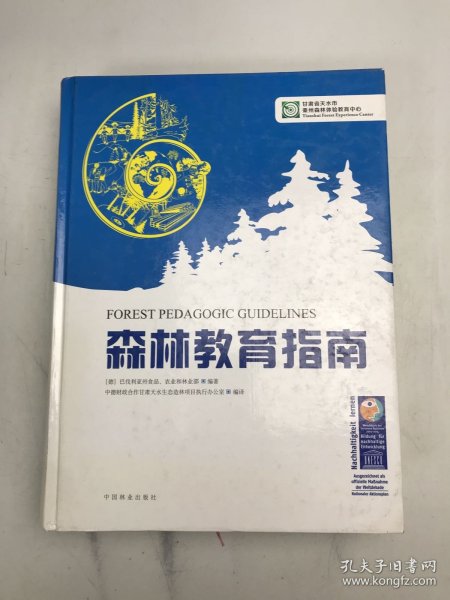 甘肃省天水市
秦州森林体验教育中心
Tianshui Forest Experience Center
FOREST PEDAGOGIC GUIDELINES
森林教育指南
[德] 巴伐利亚州食品、农业和林业部 编著
中德财政合作甘肃天水生态造林项目执行办公室 编译
Nachhaltigkeit lernen
Bildung für
nachhaltige
Entwicklung
UNESCO
Ausgezeichnet als
offizielle Maßnahme
der Weltdekade
Nationaler Aktionsplan
中国林业出版社
孔夫子旧书网
www.kongfz.com